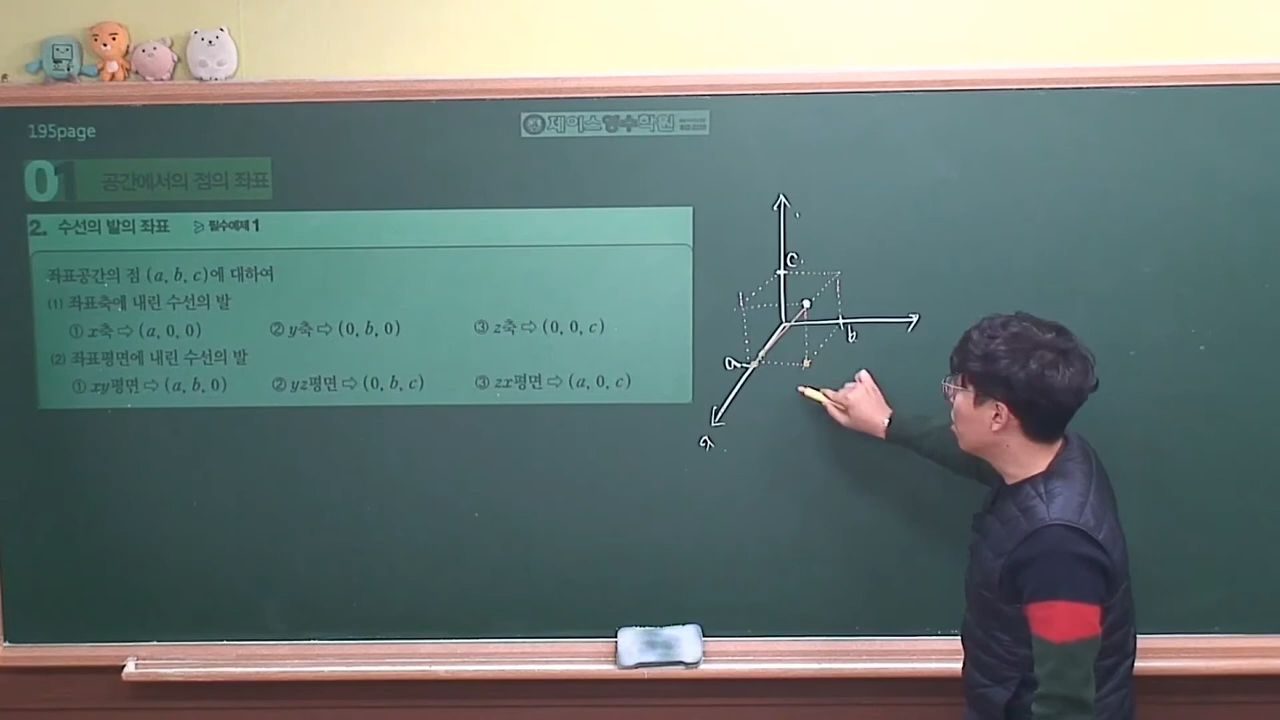 195page
제이스영수학원
01 공간에서의 점의 좌표
2. 수선의 발의 좌표 ▷ 필수예제 1
좌표공간의 점 (a, b, c)에 대하여
(1) 좌표축에 내린 수선의 발
① x축 ⇨ (a, 0, 0) ② y축 ⇨ (0, b, 0) ③ z축 ⇨ (0, 0, c)
(2) 좌표평면에 내린 수선의 발
① xy평면 ⇨ (a, b, 0) ② yz평면 ⇨ (0, b, c) ③ zx평면 ⇨ (a, 0, c)
c
b
a
x